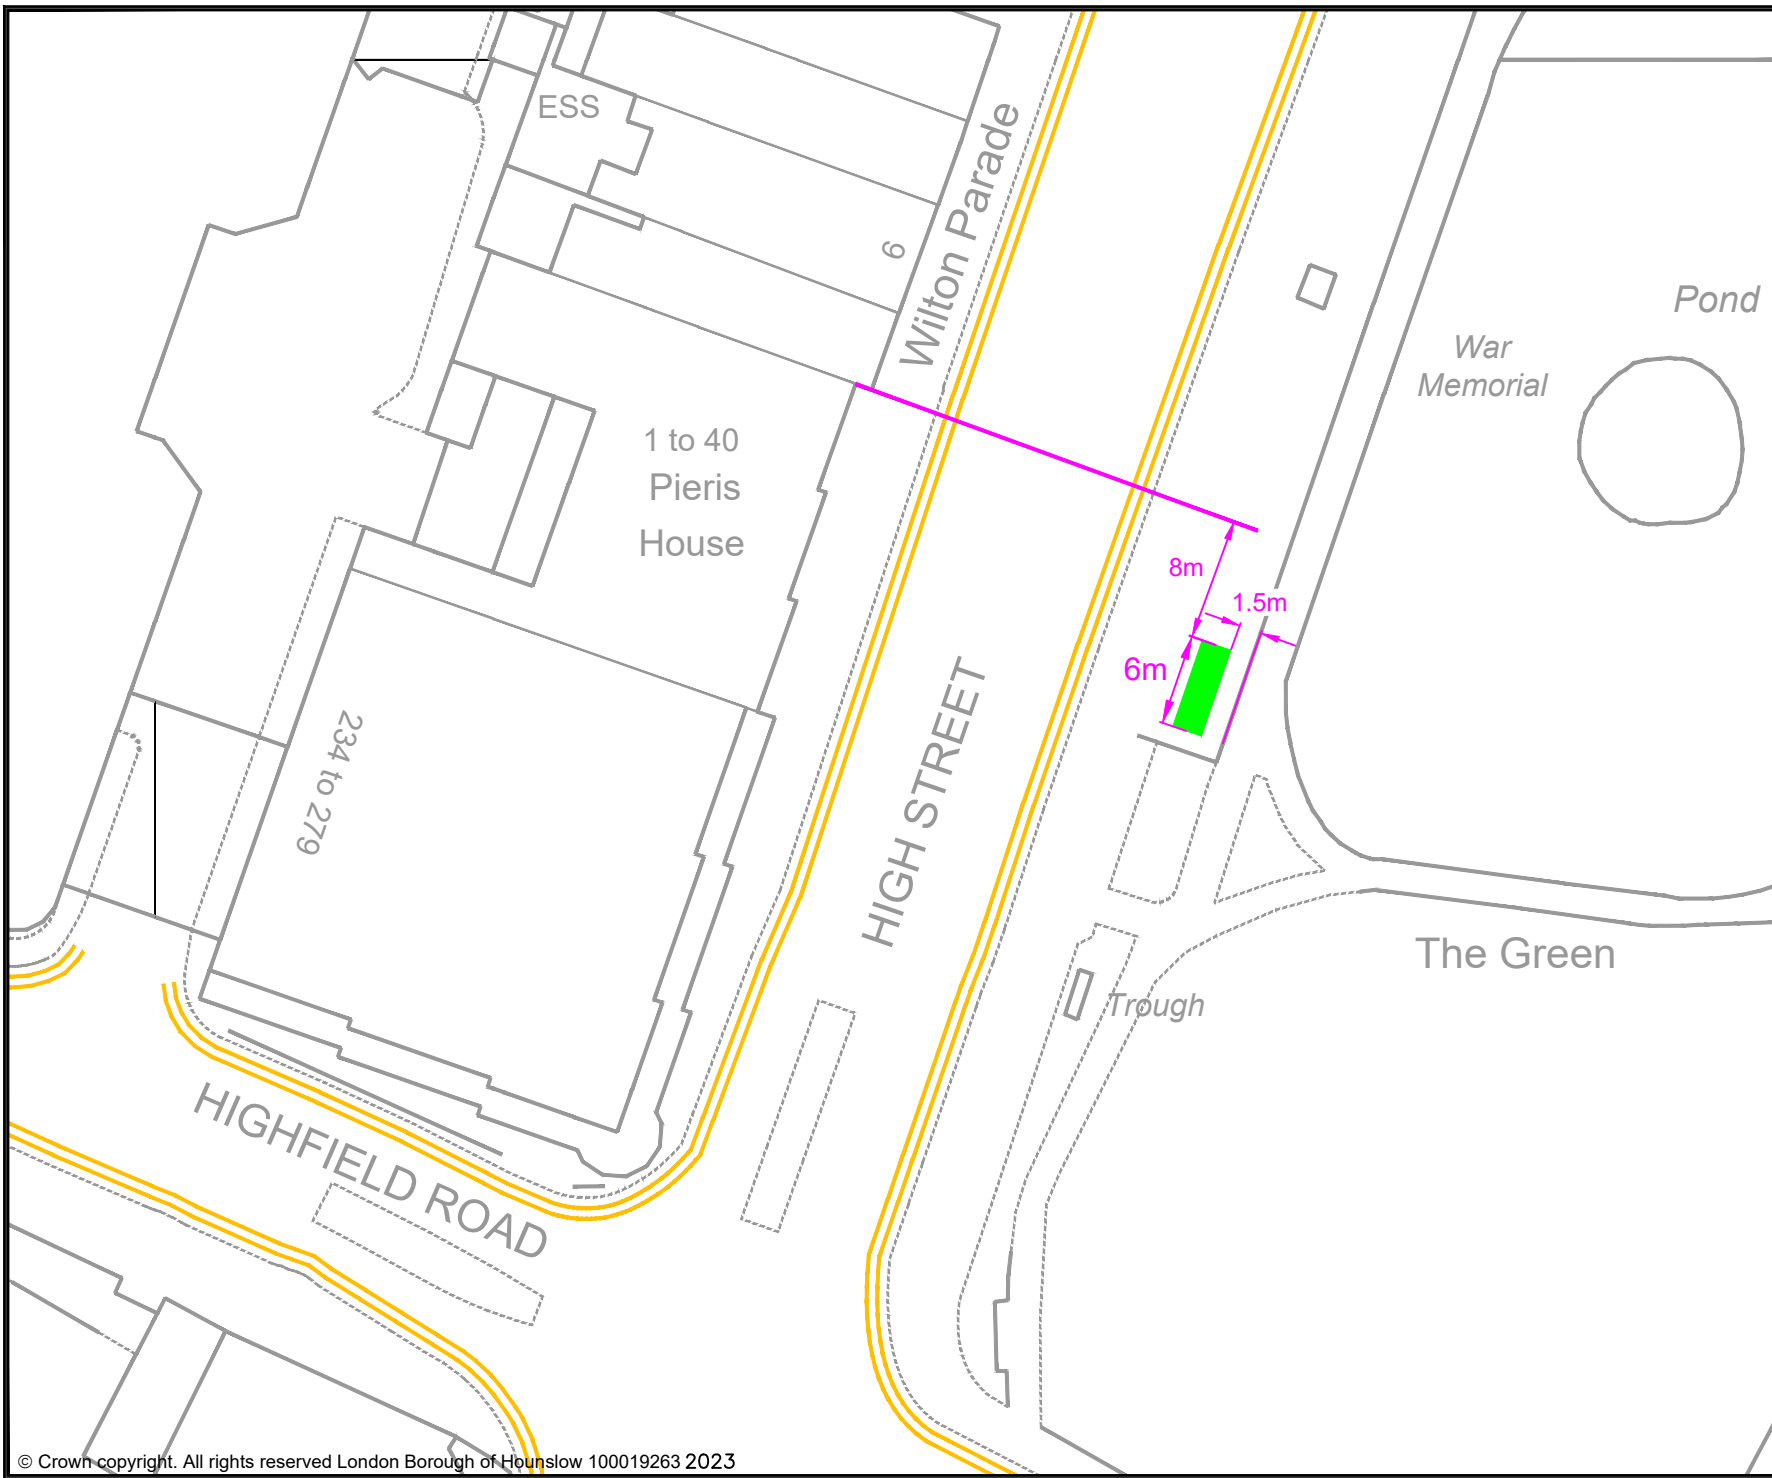 ESS
Wilton Parade
6
Pond
War
Memorial
1 to 40
Pieris
House
8m
1.5m
6m
234 to 279
HIGH STREET
The Green
Trough
HIGHFIELD ROAD
© Crown copyright. All rights reserved London Borough of Hounslow 100019263 2023